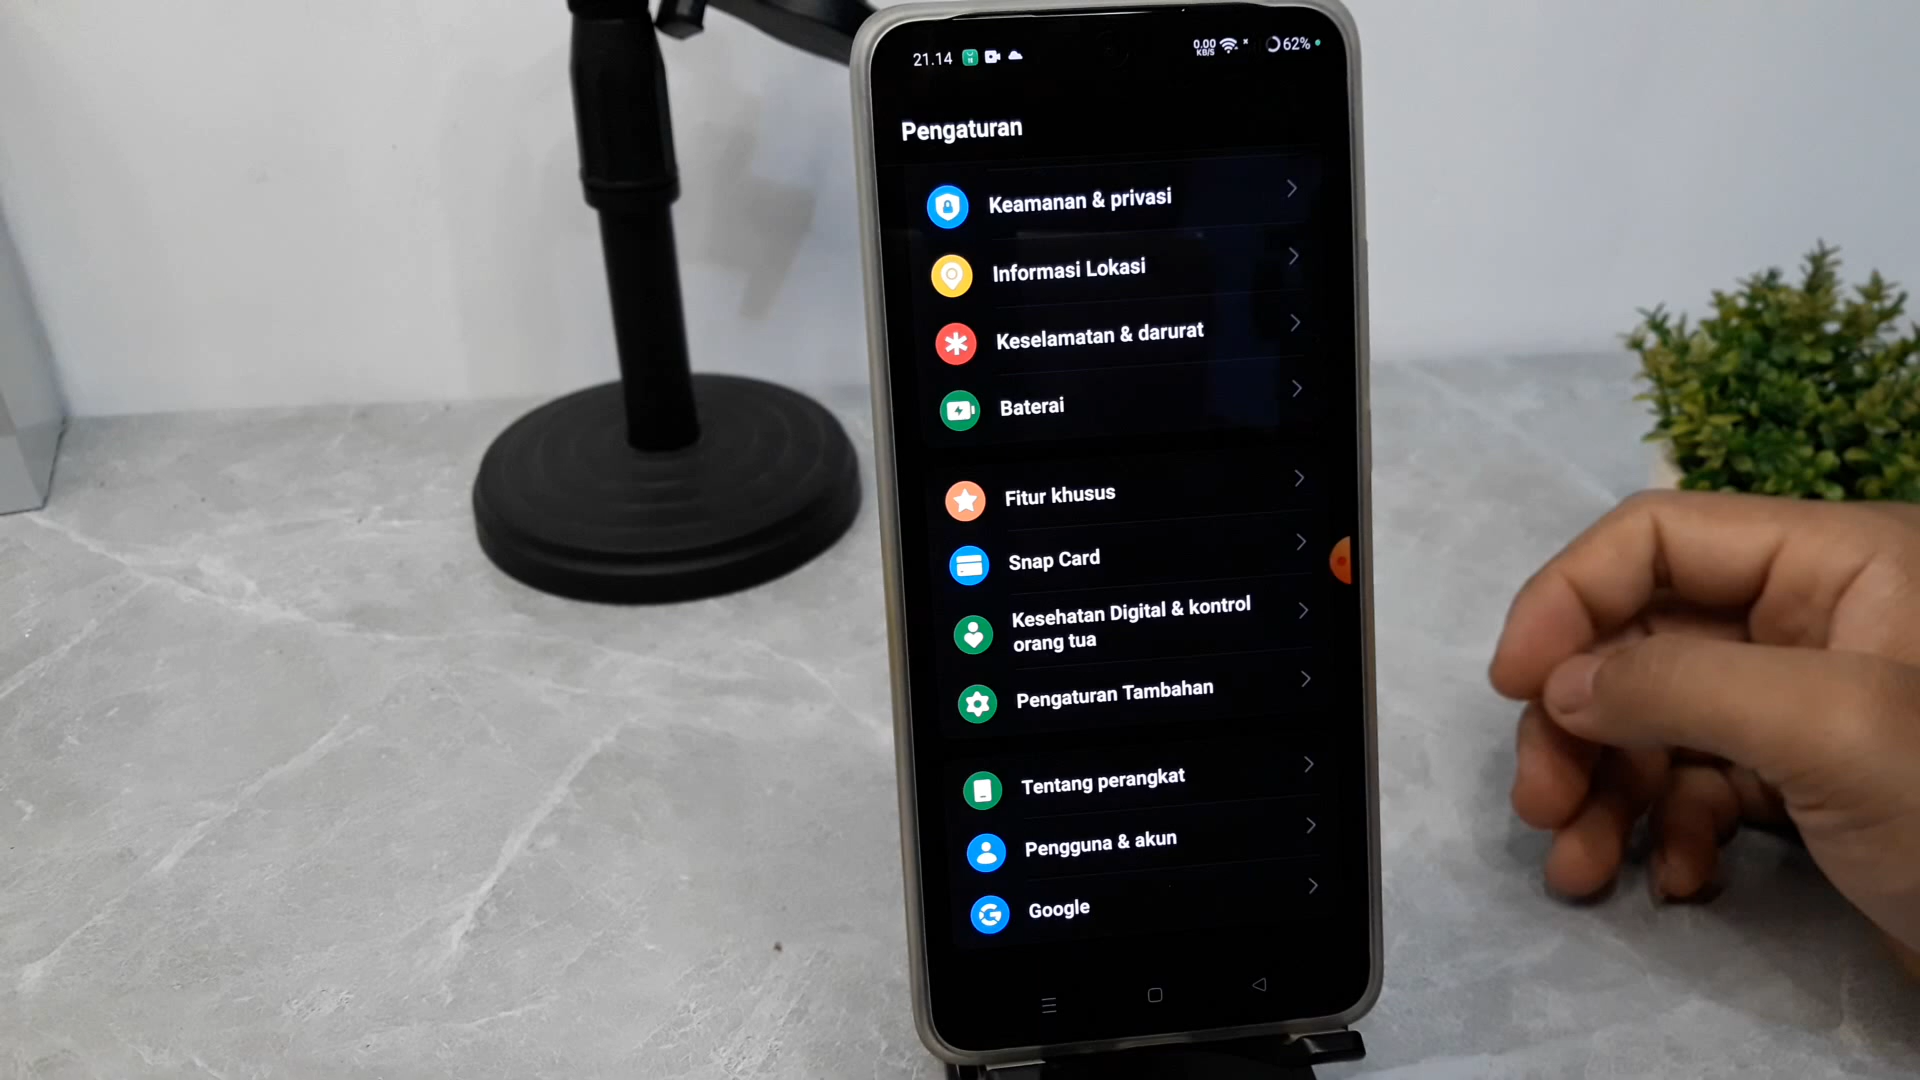 21.14
0.00
KB/S
62%
Pengaturan
Keamanan & privasi
Informasi Lokasi
Keselamatan & darurat
Baterai
Fitur khusus
Snap Card
Kesehatan Digital & kontrol
orang tua
Pengaturan Tambahan
Tentang perangkat
Pengguna & akun
Google